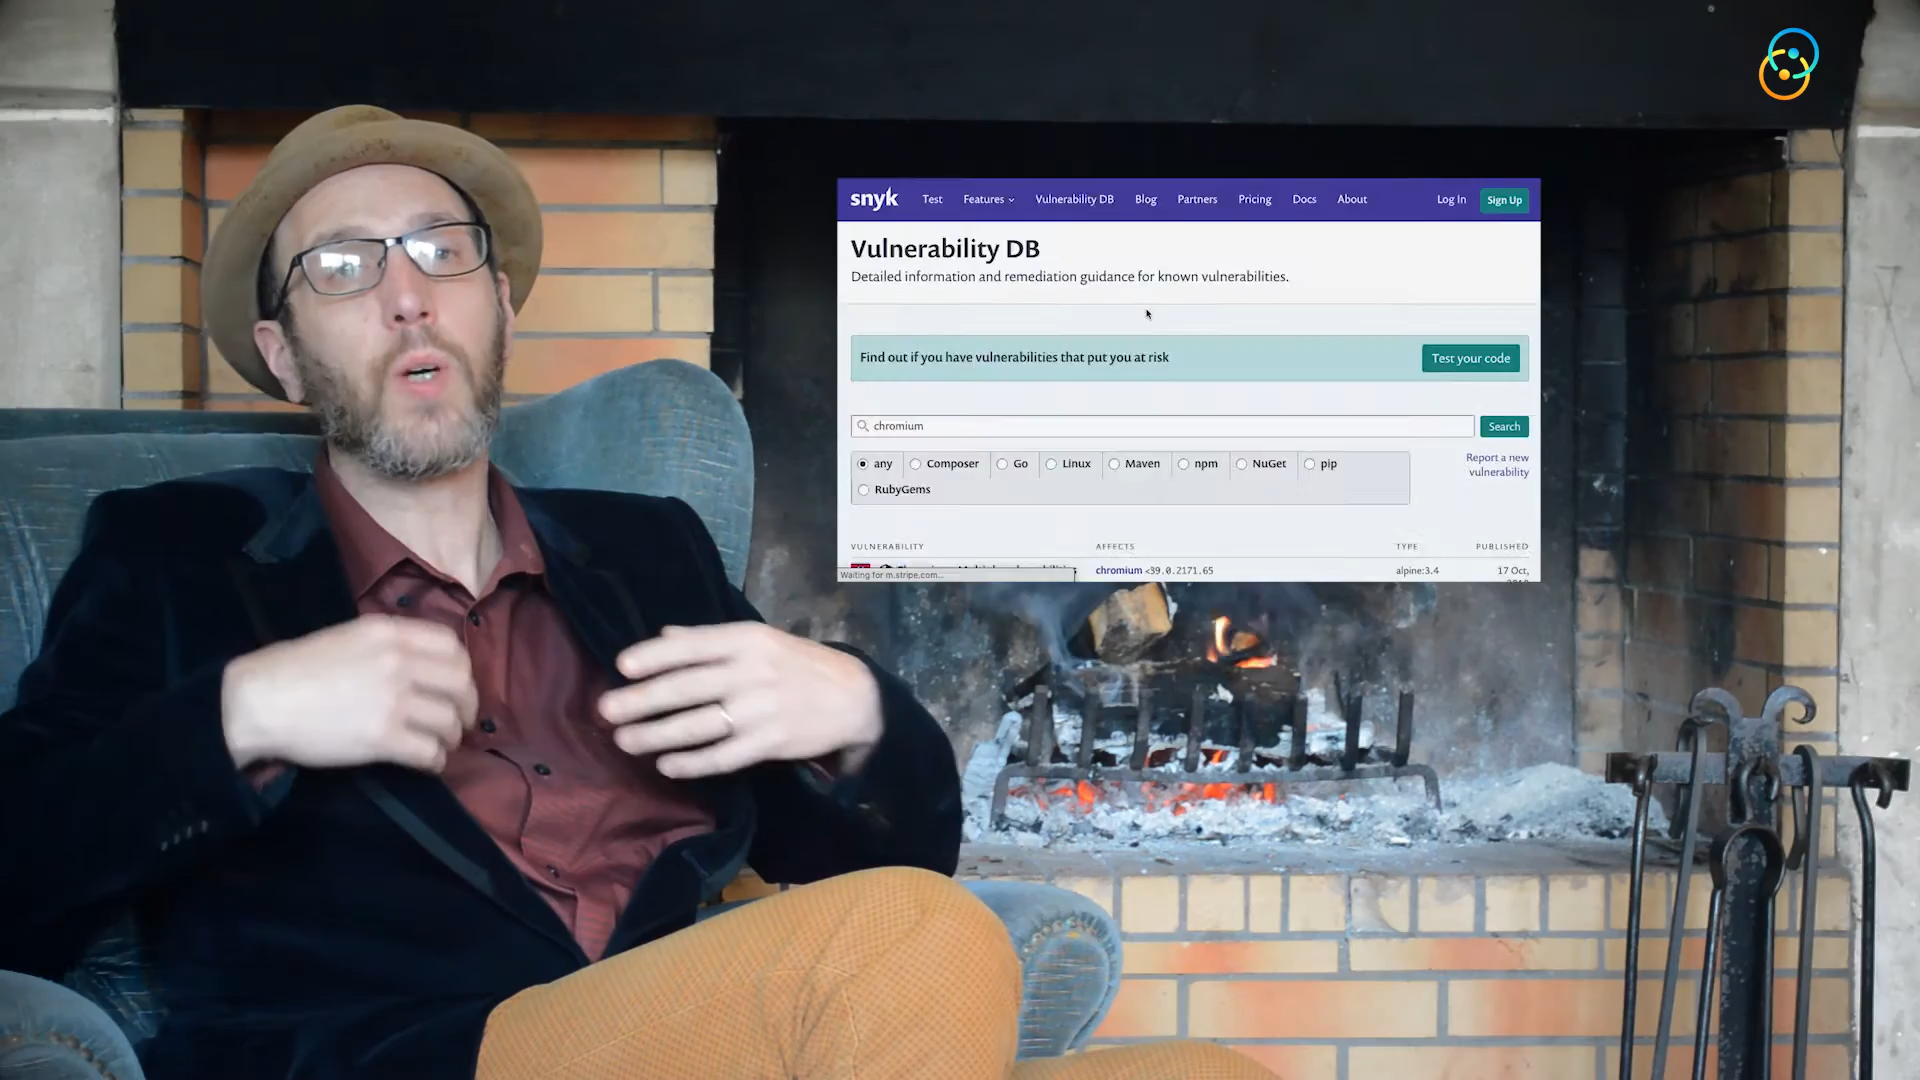 snyk Test Features Vulnerability DB Blog Partners Pricing Docs About Log In Sign Up
Vulnerability DB
Detailed information and remediation guidance for known vulnerabilities.
Find out if you have vulnerabilities that put you at risk Test your code
chromium Search
any Composer Go Linux Maven npm NuGet pip
RubyGems
Report a new
vulnerability
VULNERABILITY AFFECTS TYPE PUBLISHED
chromium <39.0.2171.65 alpine:3.4 17 Oct,
Waiting for m.stripe.com...